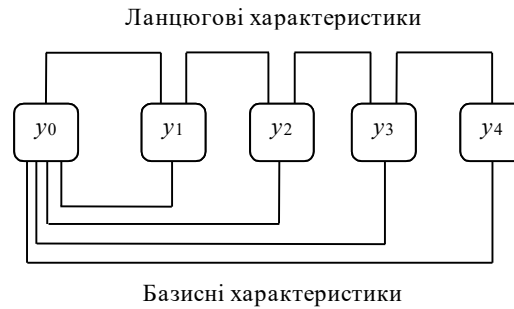 Ланцюгові характеристики
y0 y1 y2 y3 y4
Базисні характеристики